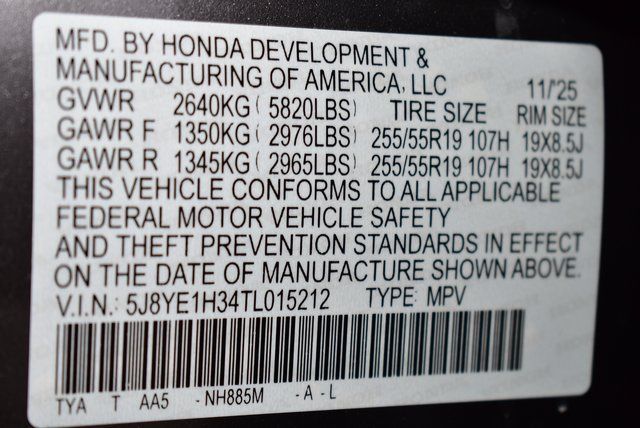 MFD. BY HONDA DEVELOPMENT &
MANUFACTURING OF AMERICA, LLC 11/'25
GVWR 2640KG ( 5820LBS) TIRE SIZE RIM SIZE
GAWR F 1350KG ( 2976LBS) 255/55R19 107H 19X8.5J
GAWR R 1345KG ( 2965LBS) 255/55R19 107H 19X8.5J
THIS VEHICLE CONFORMS TO ALL APPLICABLE
FEDERAL MOTOR VEHICLE SAFETY
AND THEFT PREVENTION STANDARDS IN EFFECT
ON THE DATE OF MANUFACTURE SHOWN ABOVE.
V.I.N.: 5J8YE1H34TL015212 TYPE: MPV
TYA T AA5 - NH885M - A - L